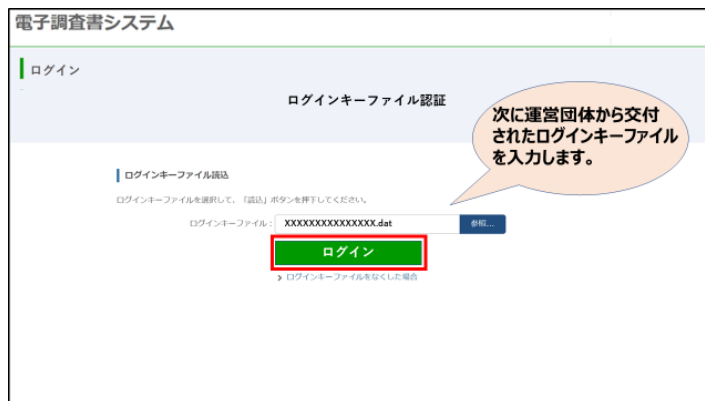 電子調査書システム
ログイン
ログインキーファイル認証
次に運営団体から交付
されたログインキーファイル
を入力します。
ログインキーファイル読込
ログインキーファイルを選択して、「読込」ボタンを押下してください。
ログインキーファイル： XXXXXXXXXXXXXXX.dat 参照...
ログイン
› ログインキーファイルをなくした場合